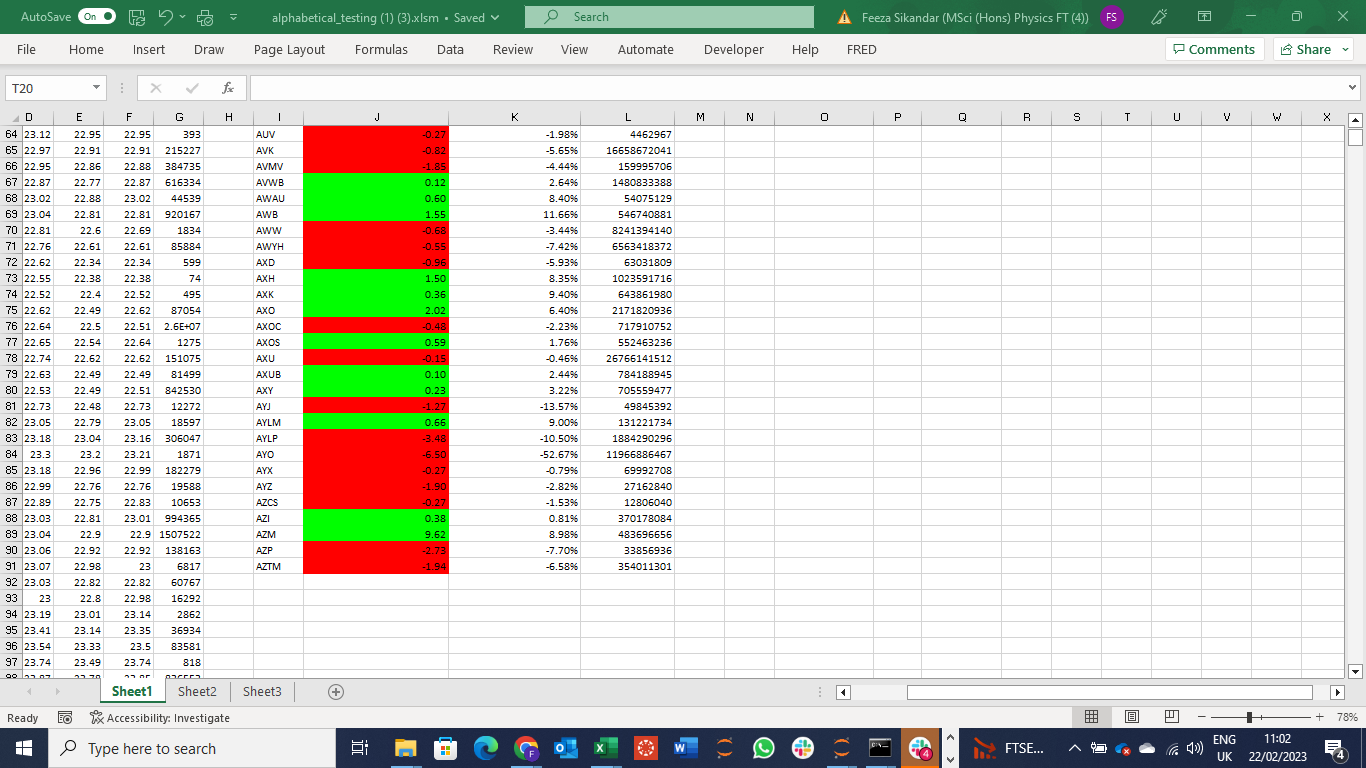 AutoSave On alphabetical_testing (1) (3).xlsm • Saved Search Feeza Sikandar (MSci (Hons) Physics FT (4)) FS
File Home Insert Draw Page Layout Formulas Data Review View Automate Developer Help FRED Comments Share
T20 fx
D E F G H I J K L M N O P Q R S T U V W X
64 23.12 22.95 22.95 393 AUV -0.27 -1.98% 4462967
65 22.97 22.91 22.91 215227 AVK -0.82 -5.65% 16658672041
66 22.95 22.86 22.88 384735 AVMV -1.85 -4.44% 159995706
67 22.87 22.77 22.87 616334 AVWB 0.12 2.64% 1480833388
68 23.02 22.88 23.02 44539 AWAU 0.60 8.40% 54075129
69 23.04 22.81 22.81 920167 AWB 1.55 11.66% 546740881
70 22.81 22.6 22.69 1834 AWW -0.68 -3.44% 8241394140
71 22.76 22.61 22.61 85884 AWYH -0.55 -7.42% 6563418372
72 22.62 22.34 22.34 599 AXD -0.96 -5.93% 63031809
73 22.55 22.38 22.38 74 AXH 1.50 8.35% 1023591716
74 22.52 22.4 22.52 495 AXK 0.36 9.40% 643861980
75 22.62 22.49 22.62 87054 AXO 2.02 6.40% 2171820936
76 22.64 22.5 22.51 2.6E+07 AXOC -0.48 -2.23% 717910752
77 22.65 22.54 22.64 1275 AXOS 0.59 1.76% 552463236
78 22.74 22.62 22.62 151075 AXU -0.15 -0.46% 26766141512
79 22.63 22.49 22.49 81499 AXUB 0.10 2.44% 784188945
80 22.53 22.49 22.51 842530 AXY 0.23 3.22% 705559477
81 22.73 22.48 22.73 12272 AYJ -1.27 -13.57% 49845392
82 23.05 22.79 23.05 18597 AYLM 0.66 9.00% 131221734
83 23.18 23.04 23.16 306047 AYLP -3.48 -10.50% 1884290296
84 23.3 23.2 23.21 1871 AYO -6.50 -52.67% 11966886467
85 23.18 22.96 22.99 182279 AYX -0.27 -0.79% 69992708
86 22.99 22.76 22.76 19588 AYZ -1.90 -2.82% 27162840
87 22.89 22.75 22.83 10653 AZCS -0.27 -1.53% 12806040
88 23.03 22.81 23.01 994365 AZI 0.38 0.81% 370178084
89 23.04 22.9 22.9 1507522 AZM 9.62 8.98% 483696656
90 23.06 22.92 22.92 138163 AZP -2.73 -7.70% 33856936
91 23.07 22.98 23 6817 AZTM -1.94 -6.58% 354011301
92 23.03 22.82 22.82 60767
93 23 22.8 22.98 16292
94 23.19 23.01 23.14 2862
95 23.41 23.14 23.35 36934
96 23.54 23.33 23.5 83581
97 23.74 23.49 23.74 818
Sheet1 Sheet2 Sheet3
Ready Accessibility: Investigate 78%
Type here to search 4 FTSE... ENG 11:02
UK 22/02/2023 4